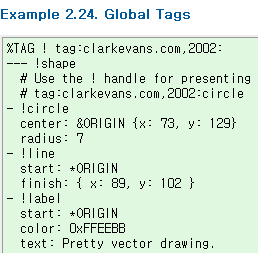 Example 2.24. Global Tags
%TAG ! tag:clarkevans.com,2002:
--- !shape
  # Use the ! handle for presenting
  # tag:clarkevans.com,2002:circle
- !circle
  center: &ORIGIN {x: 73, y: 129}
  radius: 7
- !line
  start: *ORIGIN
  finish: { x: 89, y: 102 }
- !label
  start: *ORIGIN
  color: 0xFFEEBB
  text: Pretty vector drawing.